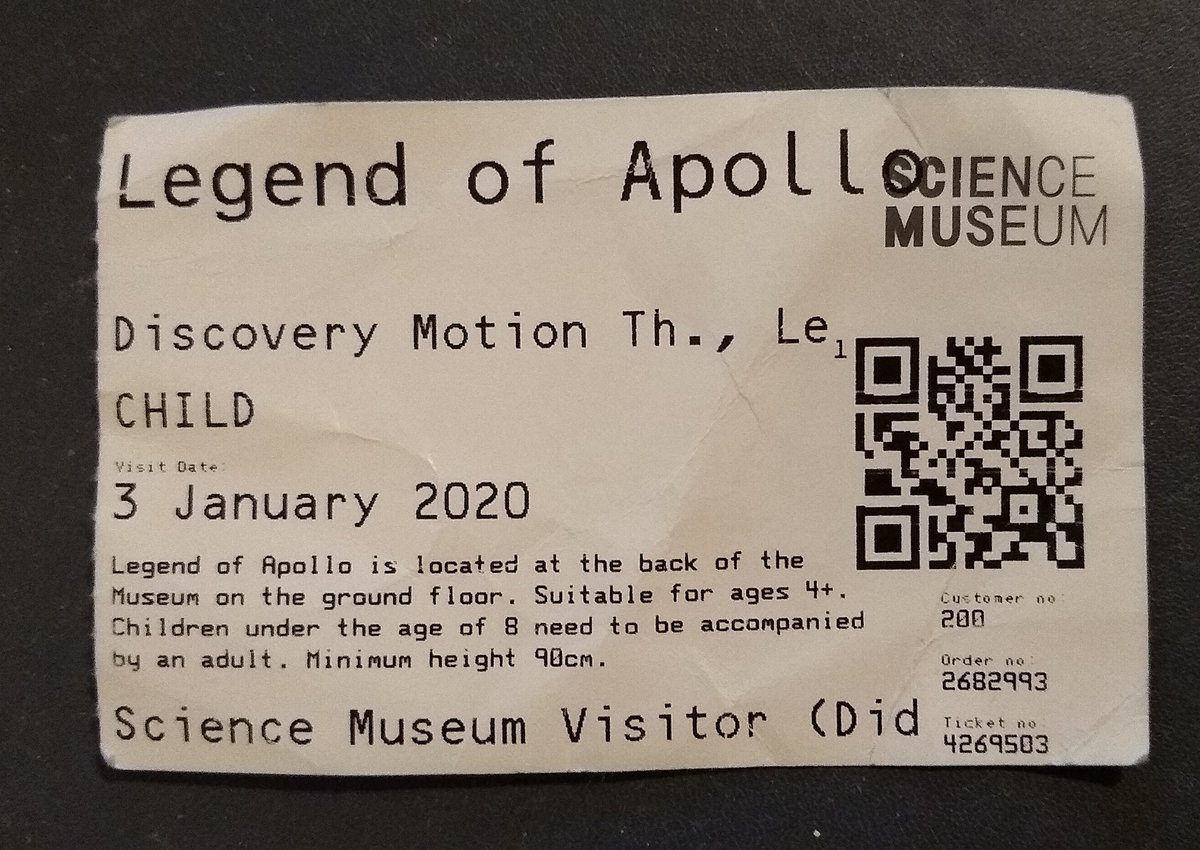 Legend of Apollo
SCIENCE
MUSEUM
Discovery Motion Th., Le
1
CHILD
Visit Date:
3 January 2020
Legend of Apollo is located at the back of the
Museum on the ground floor. Suitable for ages 4+.
Children under the age of 8 need to be accompanied
by an adult. Minimum height 90cm.
Customer no:
200
Order no:
2682993
Science Museum Visitor (Did
Ticket no
4269503